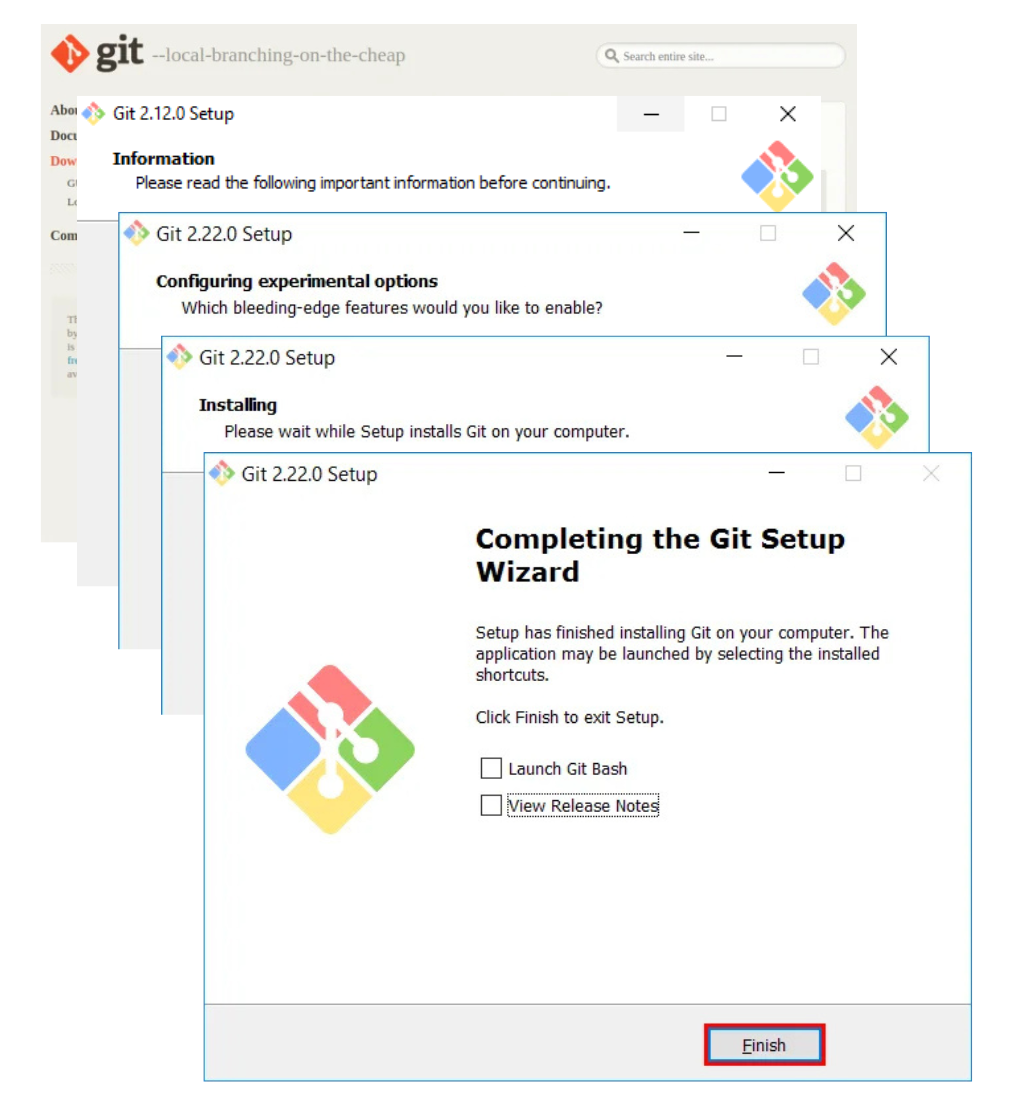 git --local-branching-on-the-cheap
Search entire site...
Git 2.12.0 Setup
Information
Please read the following important information before continuing.
Git 2.22.0 Setup
Configuring experimental options
Which bleeding-edge features would you like to enable?
Git 2.22.0 Setup
Installing
Please wait while Setup installs Git on your computer.
Git 2.22.0 Setup
Completing the Git Setup
Wizard
Setup has finished installing Git on your computer. The
application may be launched by selecting the installed
shortcuts.
Click Finish to exit Setup.
Launch Git Bash
View Release Notes
Finish